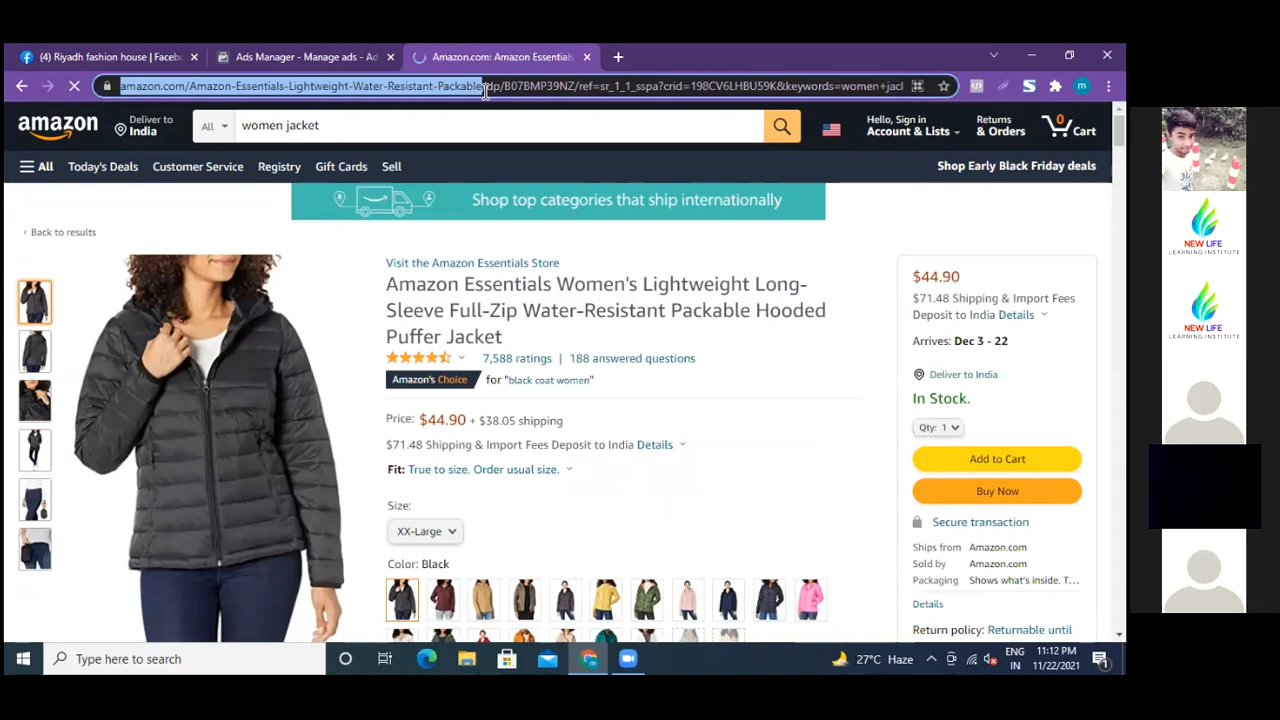 (4) Riyadh fashion house | Faceb
Ads Manager - Manage ads - Ad
Amazon.com: Amazon Essentials
amazon.com/Amazon-Essentials-Lightweight-Water-Resistant-Packable/dp/B07BMP39NZ/ref=sr_1_1_sspa?crid=198CV6LHBU59K&keywords=women+jacl
m
amazon
Deliver to
India
All
women jacket
Hello, Sign in
Account & Lists
Returns
& Orders
0
Cart
All
Today's Deals
Customer Service
Registry
Gift Cards
Sell
Shop Early Black Friday deals
Shop top categories that ship internationally
‹ Back to results
Visit the Amazon Essentials Store
Amazon Essentials Women's Lightweight Long-
Sleeve Full-Zip Water-Resistant Packable Hooded
Puffer Jacket
7,588 ratings | 188 answered questions
Amazon's Choice for "black coat women"
Price: $44.90 + $38.05 shipping
$71.48 Shipping & Import Fees Deposit to India Details
Fit: True to size. Order usual size.
Size:
XX-Large
Color: Black
$44.90
$71.48 Shipping & Import Fees
Deposit to India Details
Arrives: Dec 3 - 22
Deliver to India
In Stock.
Qty: 1
Add to Cart
Buy Now
Secure transaction
Ships from Amazon.com
Sold by Amazon.com
Packaging Shows what's inside. T...
Details
Return policy: Returnable until
NEW LIFE
LEARNING INSTITUTE
NEW LIFE
LEARNING INSTITUTE
Type here to search
27°C Haze
ENG
IN
11:12 PM
11/22/2021
1